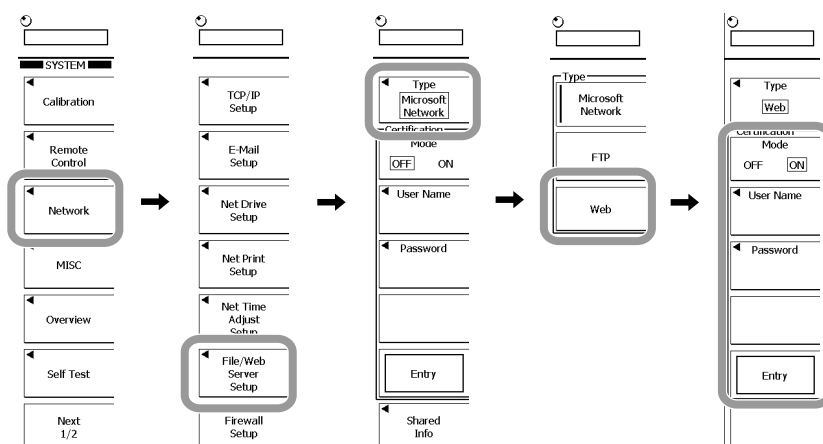 SYSTEM
Calibration
Remote
Control
Network
MISC
Overview
Self Test
Next
1/2
TCP/IP
Setup
E-Mail
Setup
Net Drive
Setup
Net Print
Setup
Net Time
Adjust
Setup
File/Web
Server
Setup
Firewall
Setup
Type
Microsoft
Network
Certification
Mode
OFF ON
User Name
Password
Entry
Shared
Info
Type
Microsoft
Network
FTP
Web
Type
Web
Certification
Mode
OFF ON
User Name
Password
Entry